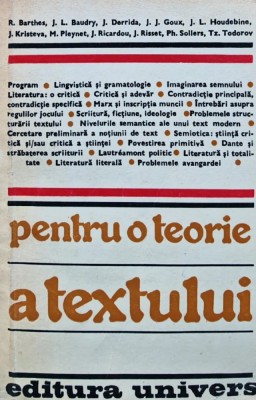 R. Barthes, J. L. Baudry, J. Derrida, J. J. Goux, J. L. Houdebine,
J. Kristeva, M. Pleynet, J. Ricardou, J. Risset, Ph. Sollers, Tz. Todorov
Program ● Lingvistică și gramatologie ● Imaginarea semnului ●
Literatura: o critică ● Critică și adevăr ● Contradicție principală,
contradicție specifică ● Marx și inscripția muncii ● Întrebări asupra
regulilor jocului ● Scriitură, ficțiune, ideologie ● Problemele struc-
turării textului ● Nivelurile semantice ale unui text modern ●
Cercetare preliminară a noțiunii de text ● Semiotica: știință cri-
tică și/sau critică a științei ● Povestirea primitivă ● Dante și
străbaterea scriiturii ● Lautréamont politic ● Literatură și totali-
tate ● Literatură literală ● Problemele avangardei ●
pentru o teorie
a textului
editura univers